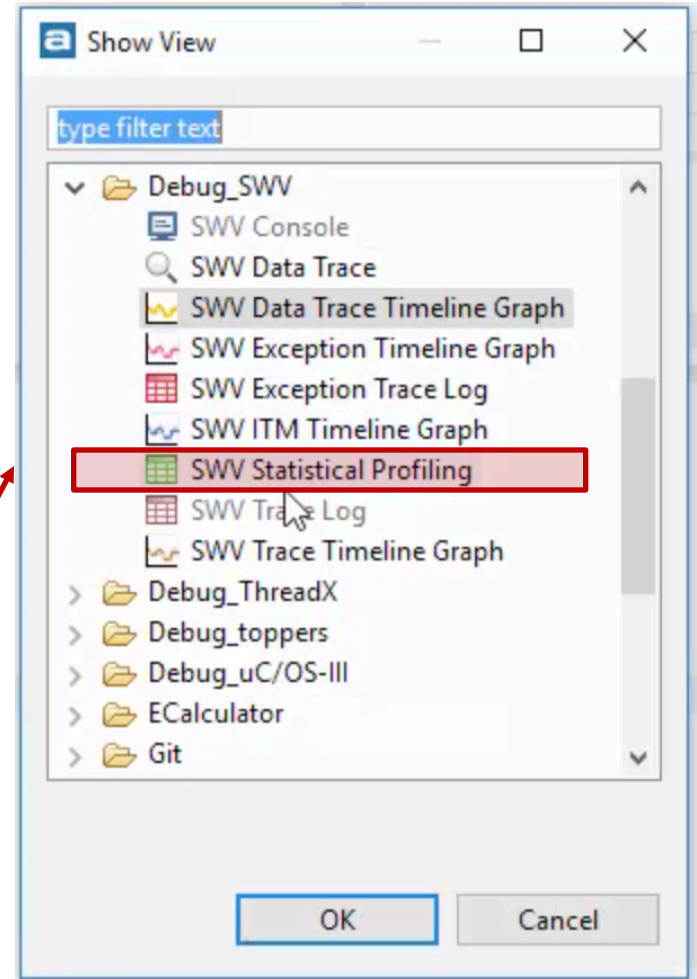 Show View
type filter text
Debug_SWV
SWV Console
SWV Data Trace
SWV Data Trace Timeline Graph
SWV Exception Timeline Graph
SWV Exception Trace Log
SWV ITM Timeline Graph
SWV Statistical Profiling
SWV Trace Log
SWV Trace Timeline Graph
Debug_ThreadX
Debug_toppers
Debug_uC/OS-III
ECalculator
Git
OK Cancel